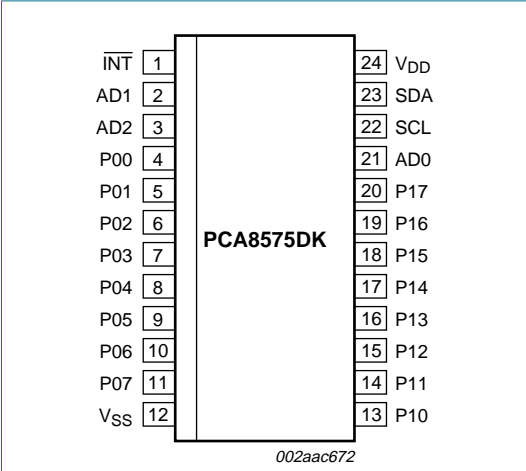 INT 1 24 VDD
AD1 2 23 SDA
AD2 3 22 SCL
P00 4 21 AD0
P01 5 20 P17
P02 6 19 P16
PCA8575DK
P03 7 18 P15
P04 8 17 P14
P05 9 16 P13
P06 10 15 P12
P07 11 14 P11
VSS 12 13 P10
002aac672